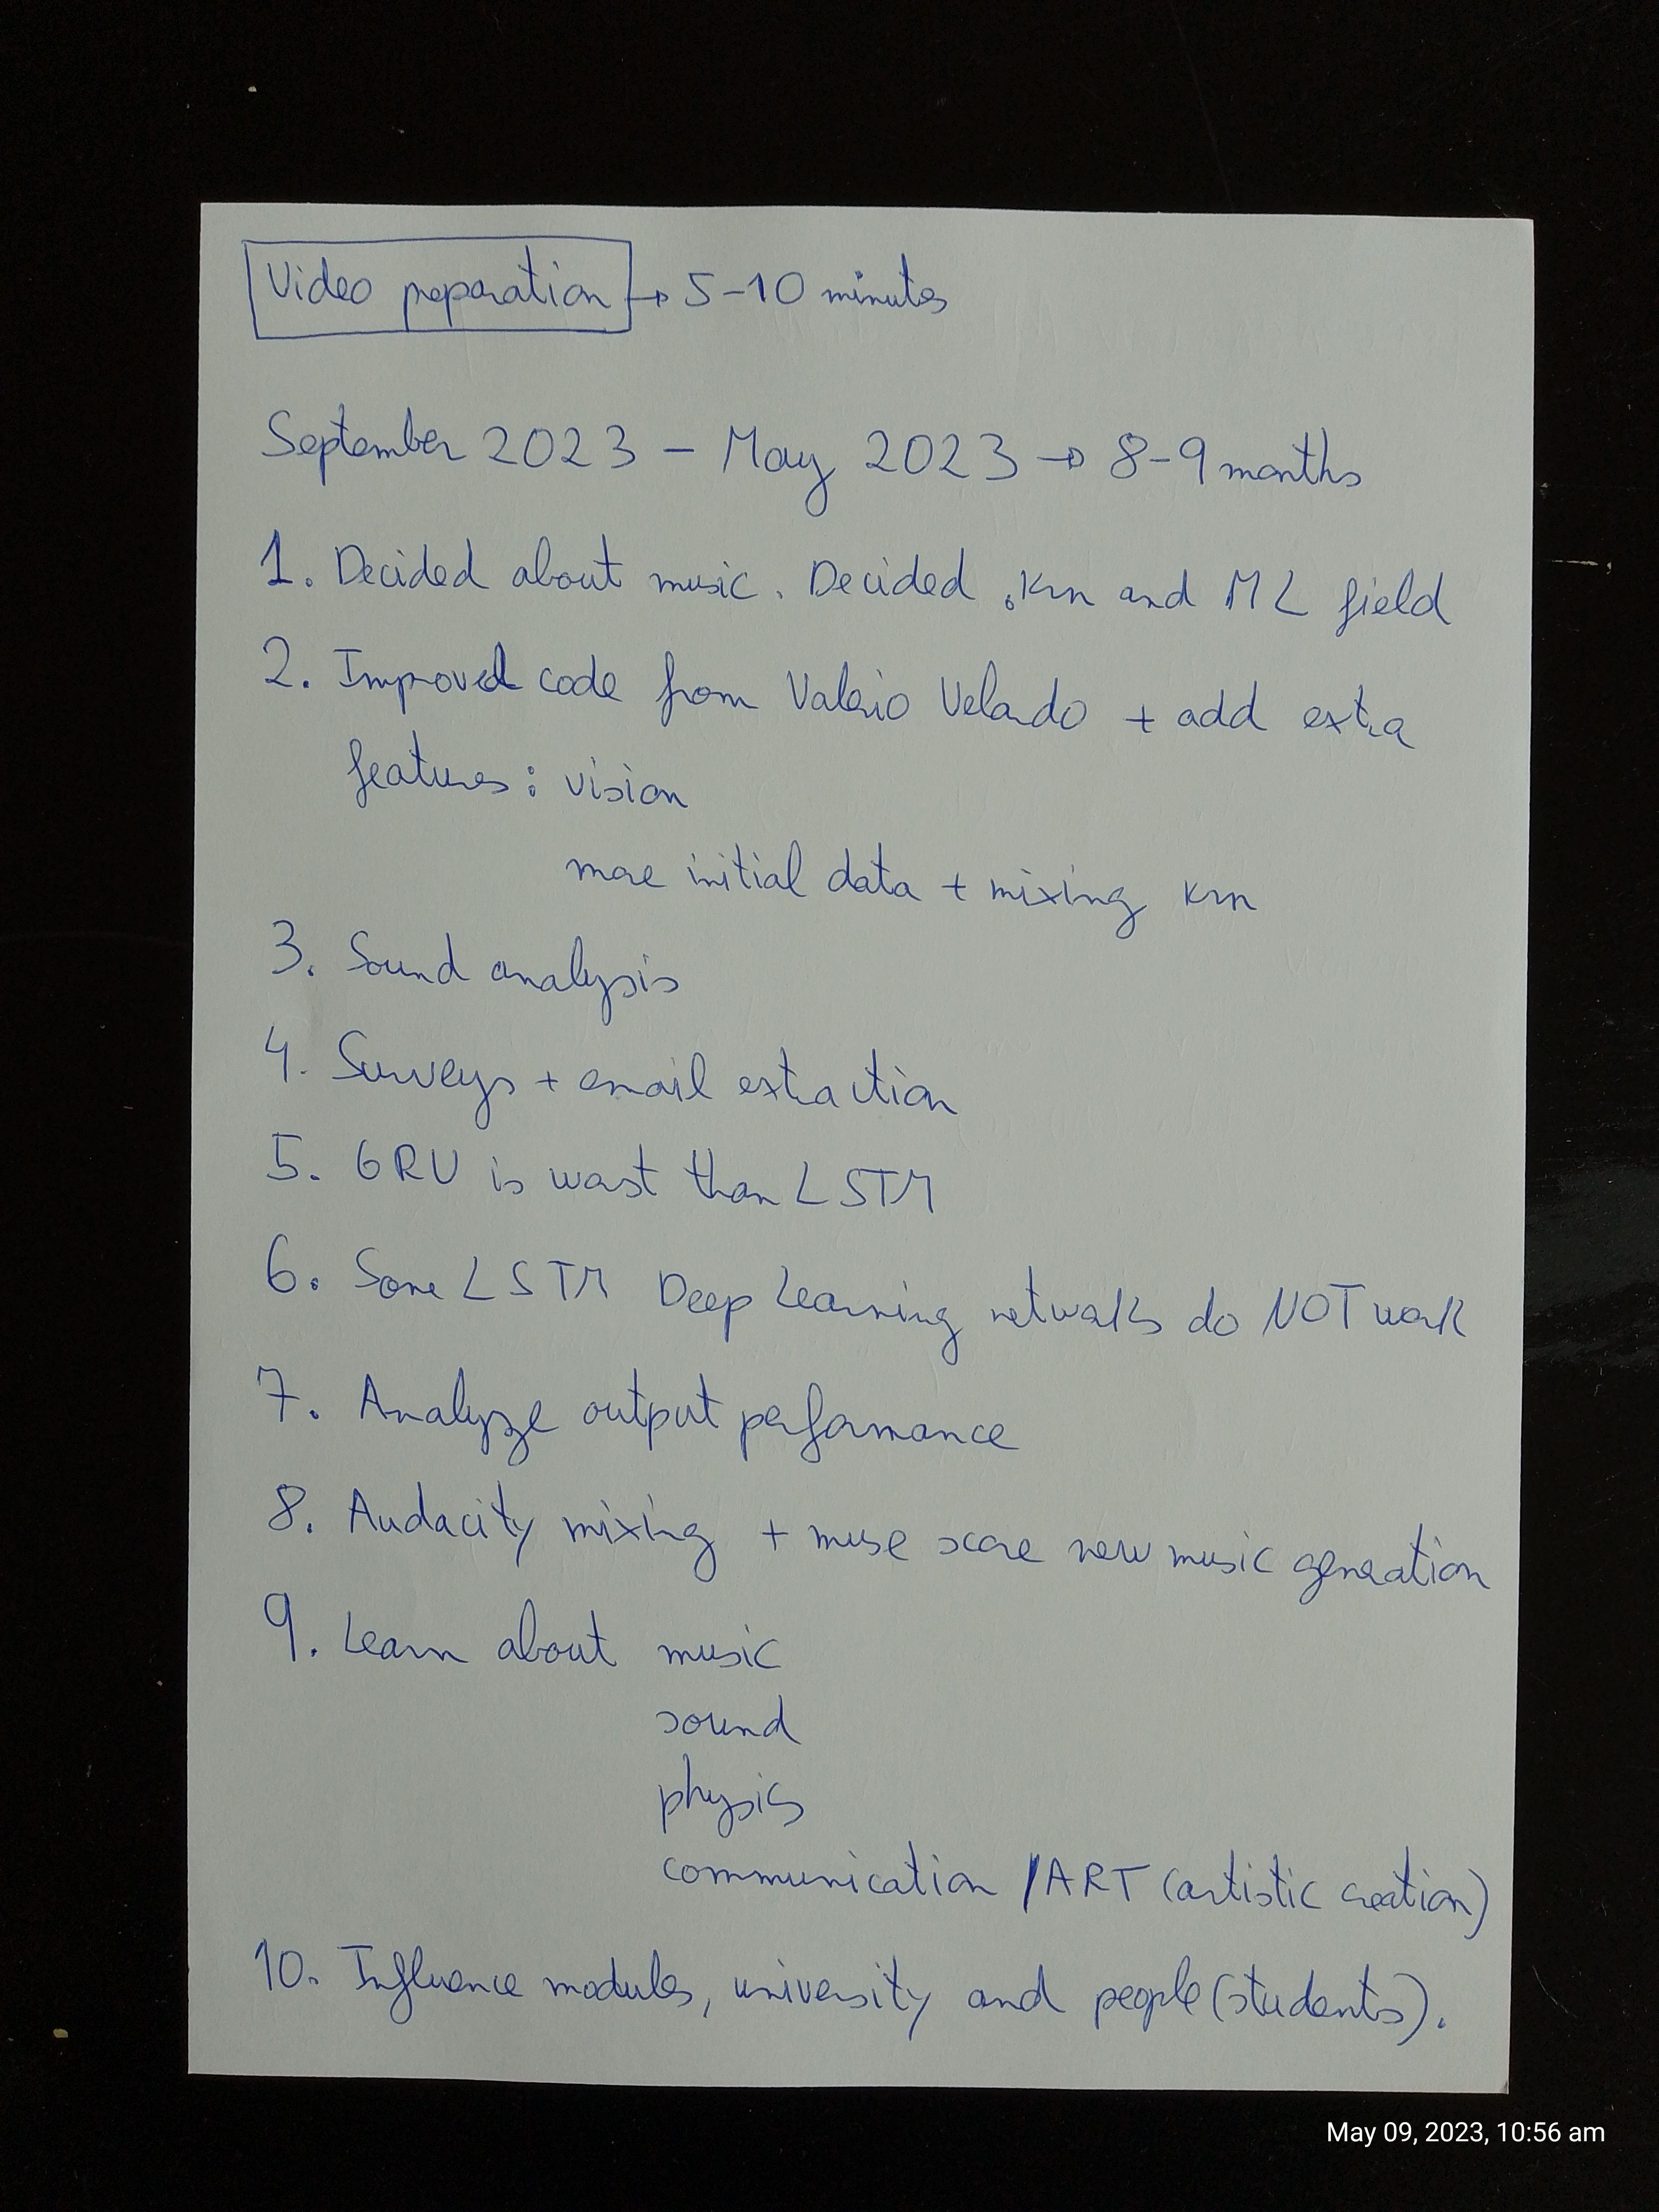 Video preparation → 5-10 minutes
September 2023 - May 2023 → 8-9 months
1. Decided about music. Decided .krn and ML field
2. Improved code from Valerio Velardo + add extra
features : vision
more initial data + mixing krn
3. Sound analysis
4. Surveys + email extraction
5. GRU is worst than LSTM
6. Some LSTM Deep Learning networks do NOT work
7. Analyze output performance
8. Audacity mixing + muse score new music generation
9. Learn about music
sound
physics
communication /ART (artistic creation)
10. Influence modules, university and people (students).
May 09, 2023, 10:56 am